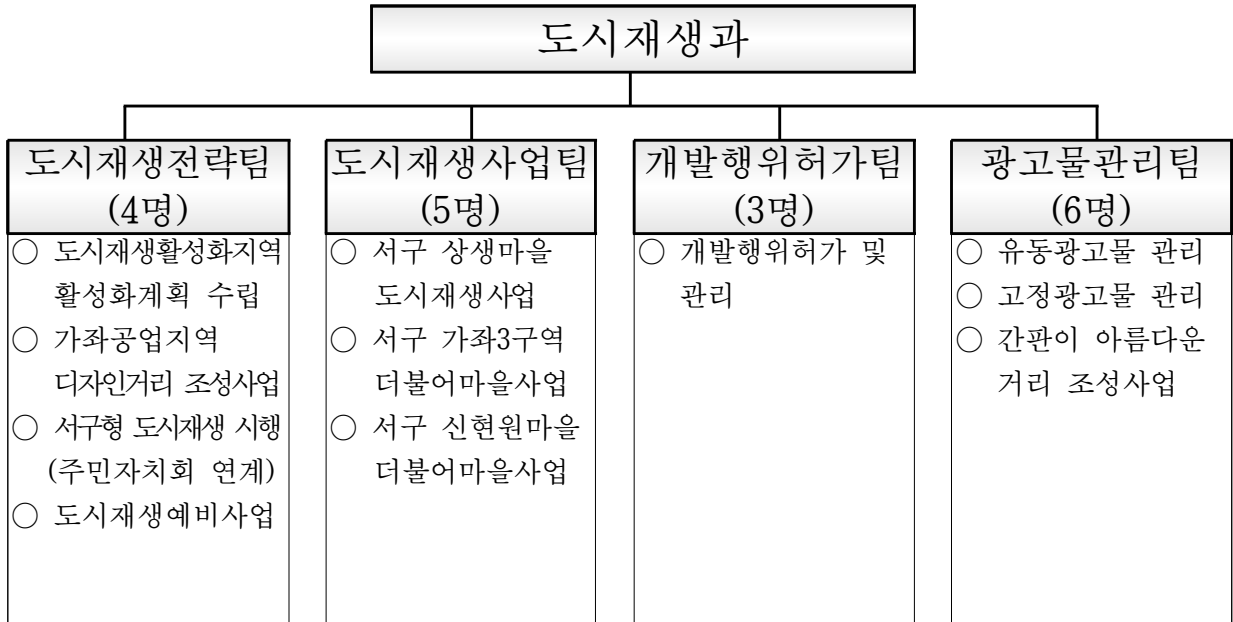 도시재생과
도시재생전략팀
(4명)
○ 도시재생활성화지역
활성화계획 수립
○ 가좌공업지역
디자인거리 조성사업
○ 서구형 도시재생 시행
(주민자치회 연계)
○ 도시재생예비사업
도시재생사업팀
(5명)
○ 서구 상생마을
도시재생사업
○ 서구 가좌3구역
더불어마을사업
○ 서구 신현원마을
더불어마을사업
개발행위허가팀
(3명)
○ 개발행위허가 및
관리
광고물관리팀
(6명)
○ 유동광고물 관리
○ 고정광고물 관리
○ 간판이 아름다운
거리 조성사업